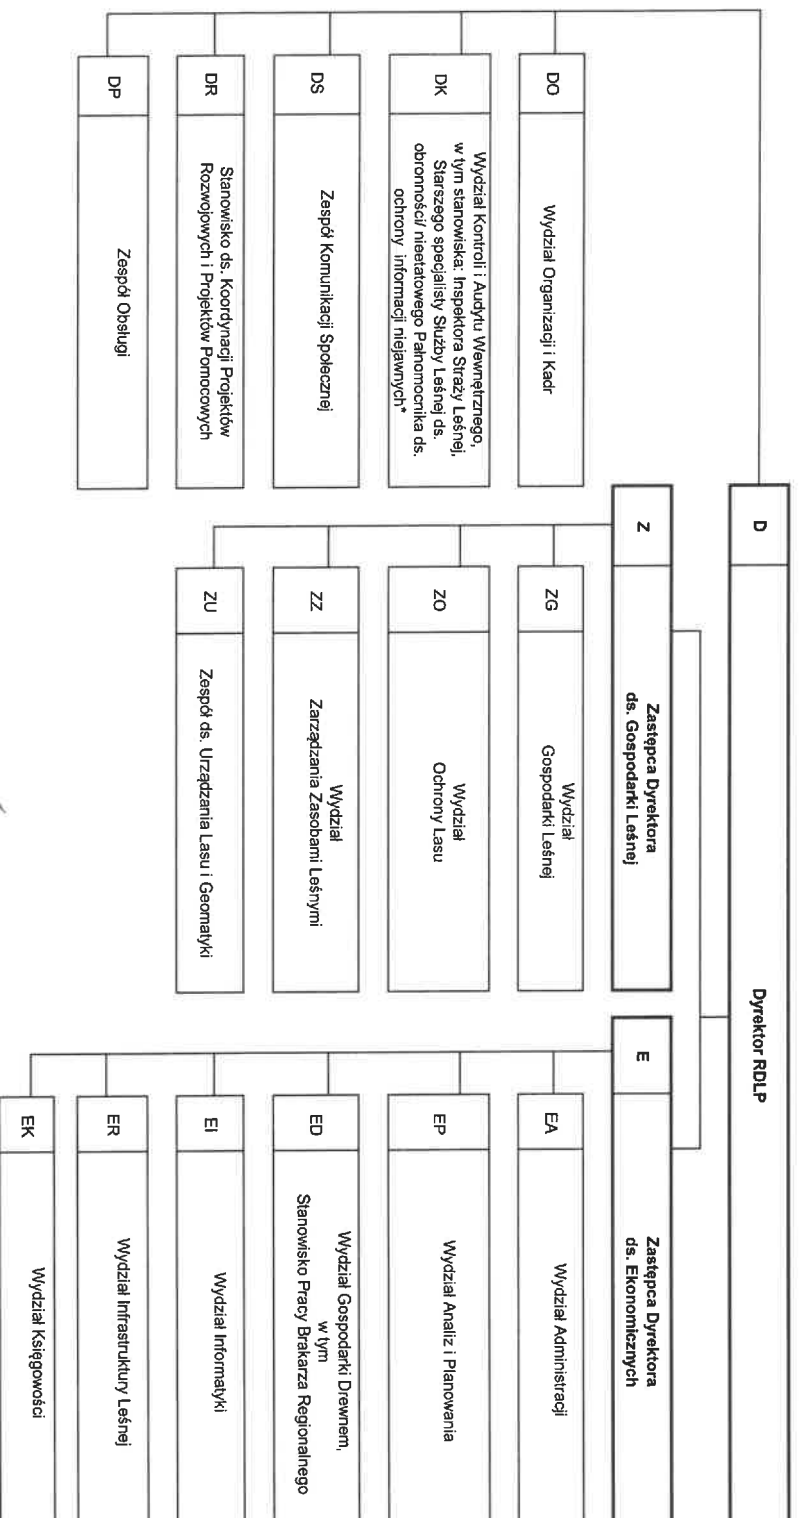 D
Dyrektor RDLP
Z
Zastępca Dyrektora
ds. Gospodarki Leśnej
E
Zastępca Dyrektora
ds. Ekonomicznych
DO
Wydział Organizacji i Kadr
DK
Wydział Kontroli i Audytu Wewnętrznego,
w tym stanowiska: Inspektora Straży Leśnej,
Starszego specjalisty Służby Leśnej ds.
obronności/ nieetatowego Pałnomocnika ds.
ochrony informacji niejawnych*
DS
Zespół Komunikacji Społecznej
DR
Stanowisko ds. Koordynacji Projektów
Rozwojowych i Projektów Pomocowych
DP
Zespół Obsługi
ZG
Wydział
Gospodarki Leśnej
ZO
Wydział
Ochrony Lasu
ZZ
Wydział
Zarządzania Zasobami Leśnymi
ZU
Zespół ds. Urządzania Lasu i Geomatyki
EA
Wydział Administracji
EP
Wydział Analiz i Planowania
ED
Wydział Gospodarki Drewnem,
w tym
Stanowisko Pracy Brakarza Regionalnego
EI
Wydział Informatyki
ER
Wydział Infrastruktury Leśnej
EK
Wydział Księgowości